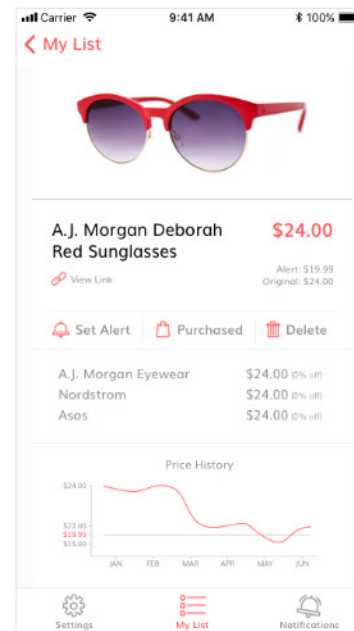 Carrier 9:41 AM 100%
My List
A.J. Morgan Deborah $24.00
Red Sunglasses
View Link
Alert: $19.99
Original: $24.00
Set Alert Purchased Delete
A.J. Morgan Eyewear $24.00 (0% off)
Nordstrom $24.00 (0% off)
Asos $24.00 (0% off)
Price History
$24.00
$22.00
$19.99
$15.00
JAN FEB MAR APR MAY JUN
Settings My List Notifications